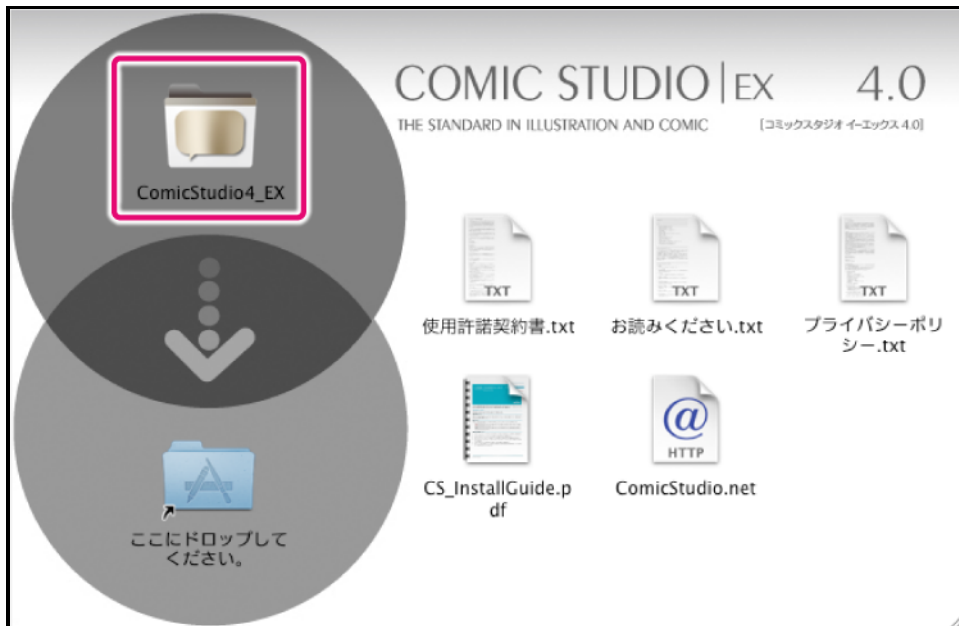 COMIC STUDIO|EX 4.0
THE STANDARD IN ILLUSTRATION AND COMIC [コミックスタジオ イーエックス 4.0]
ComicStudio4_EX
TXT
TXT
TXT
使用許諾契約書.txt
お読みください.txt
プライバシーポリ
シー.txt
@
HTTP
CS_InstallGuide.p
df
ComicStudio.net
ここにドロップして
ください。